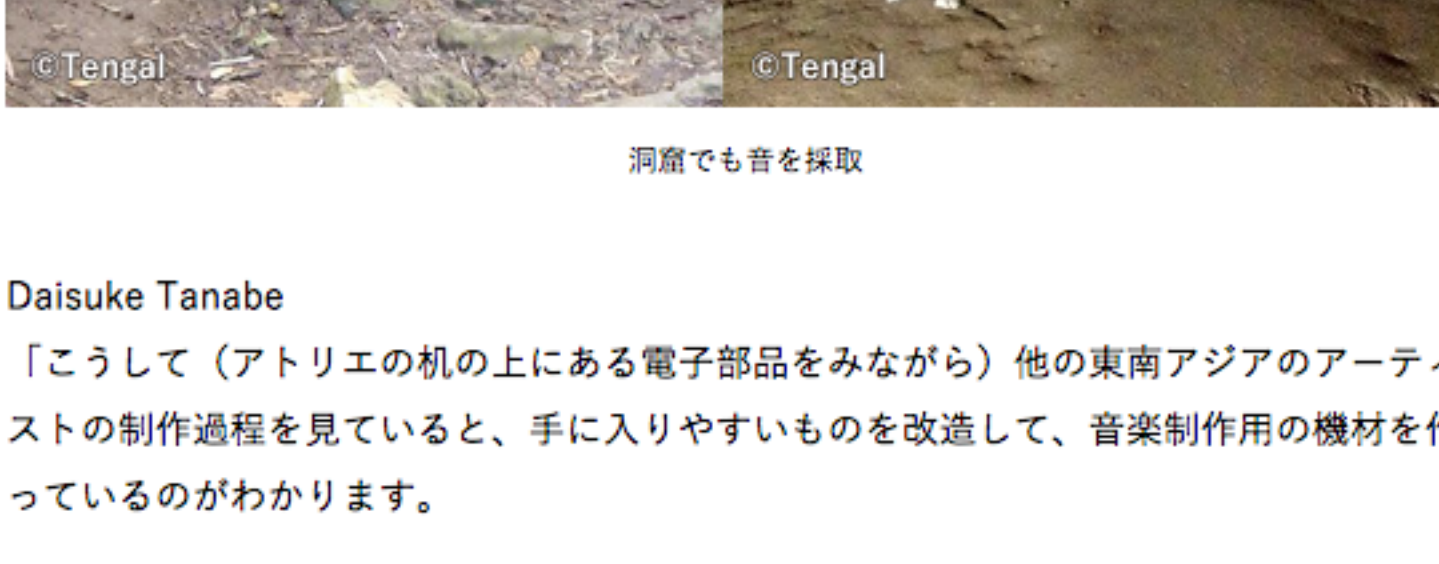 ©Tengal ©Tengal
洞窟でも音を採取
Daisuke Tanabe
「こうして（アトリエの机の上にある電子部品をみながら）他の東南アジアのアーティ
ストの制作過程を見ていると、手に入りやすいものを改造して、音楽制作用の機材を作
っているのがわかります。